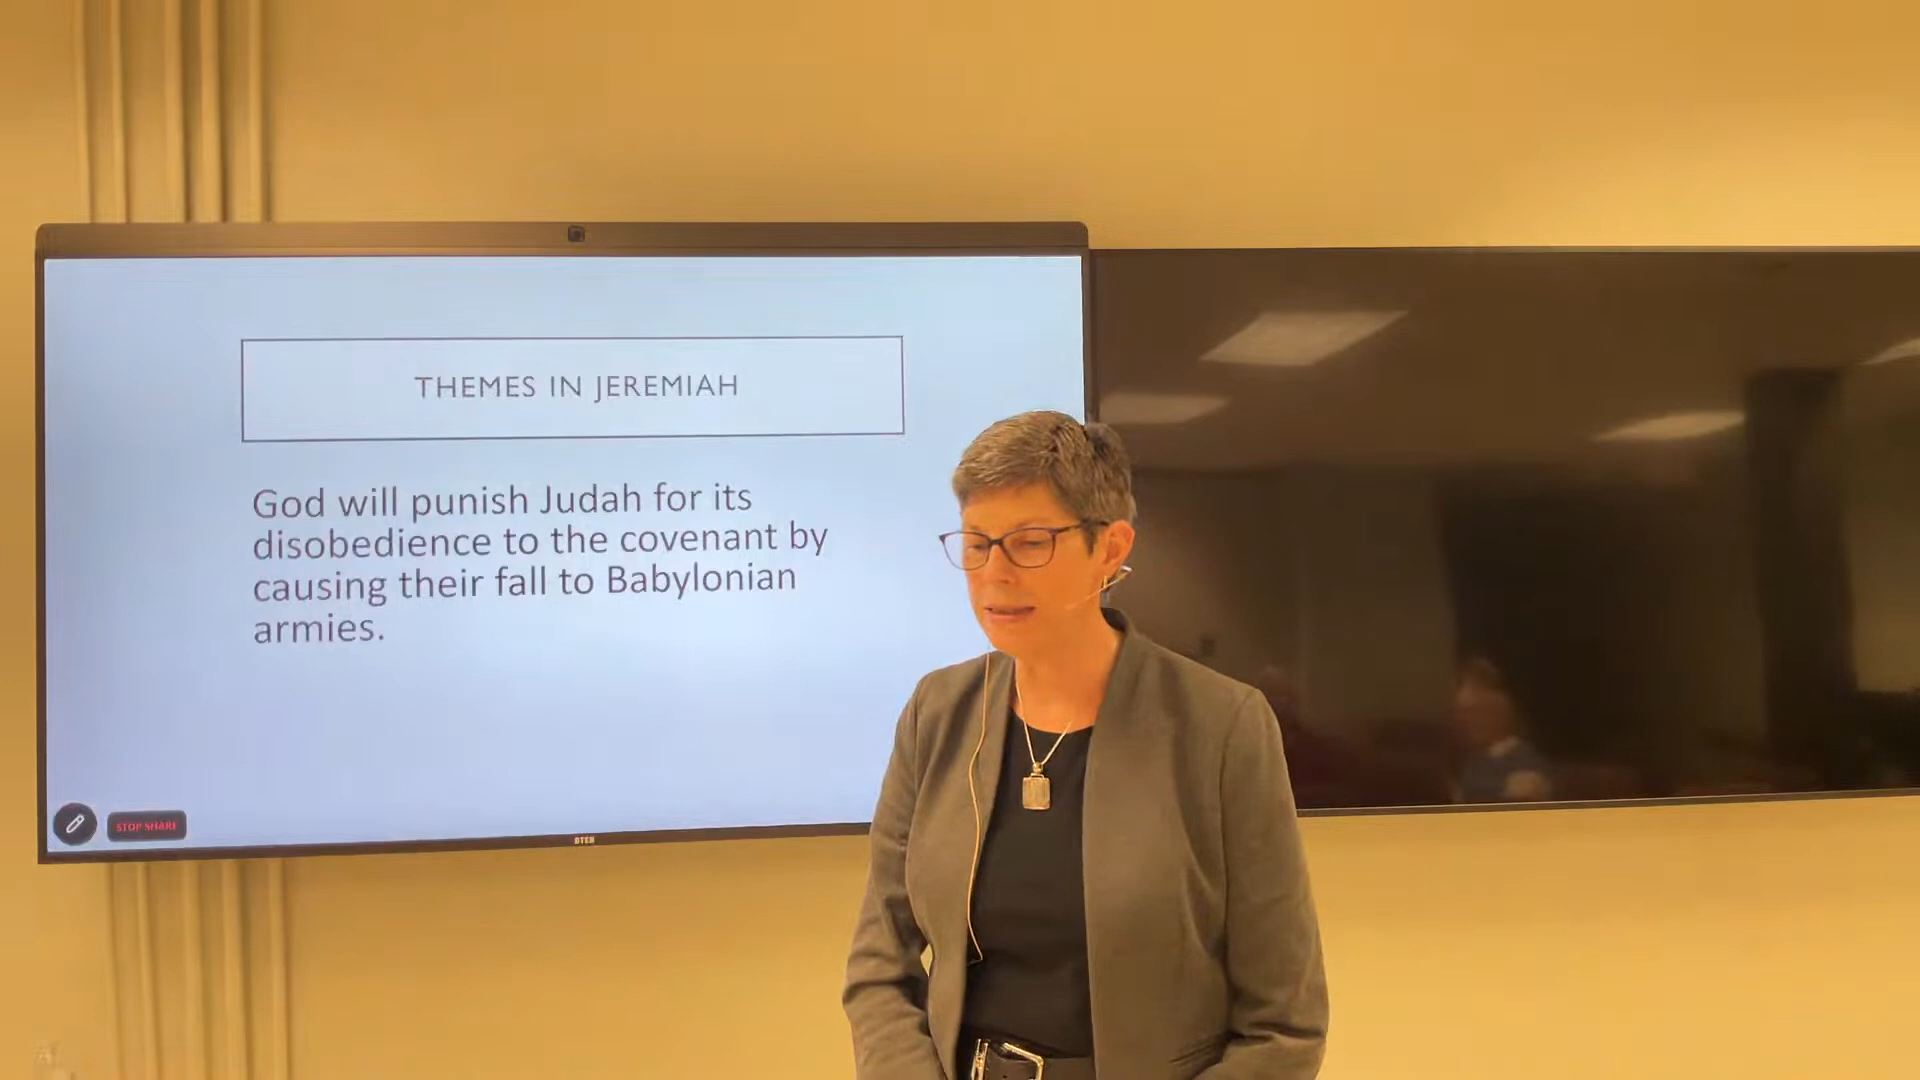 THEMES IN JEREMIAH
God will punish Judah for its
disobedience to the covenant by
causing their fall to Babylonian
armies.
STOP SHARE
DTEN